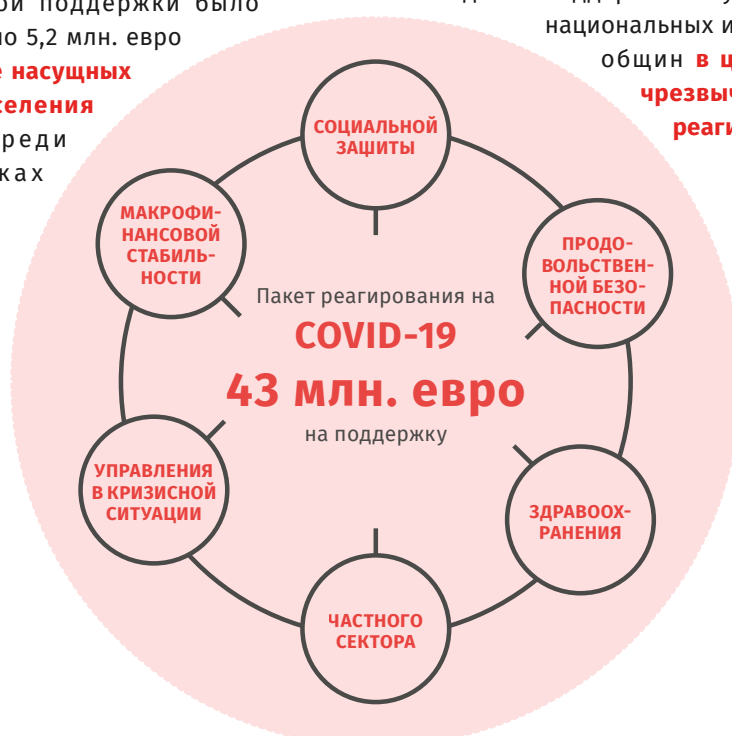 ой поддержки было
но 5,2 млн. евро
е насущных
селения
реди
ках
национальных и
общин в ц
чрезвыч
реаги
СОЦИАЛЬНОЙ
ЗАШИТЫ
МАКРОФИ-
НАНСОВОЙ
СТАБИЛЬ-
НОСТИ
ПРОДО-
ВОЛЬСТВЕН-
НОЙ БЕЗО-
ПАСНОСТИ
Пакет реагирования на
COVID-19
43 млн. евро
на поддержку
УПРАВЛЕНИЯ
В КРИЗИСНОЙ
СИТУАЦИИ
ЗДРАВООХ-
РАНЕНИЯ
ЧАСТНОГО
СЕКТОРА